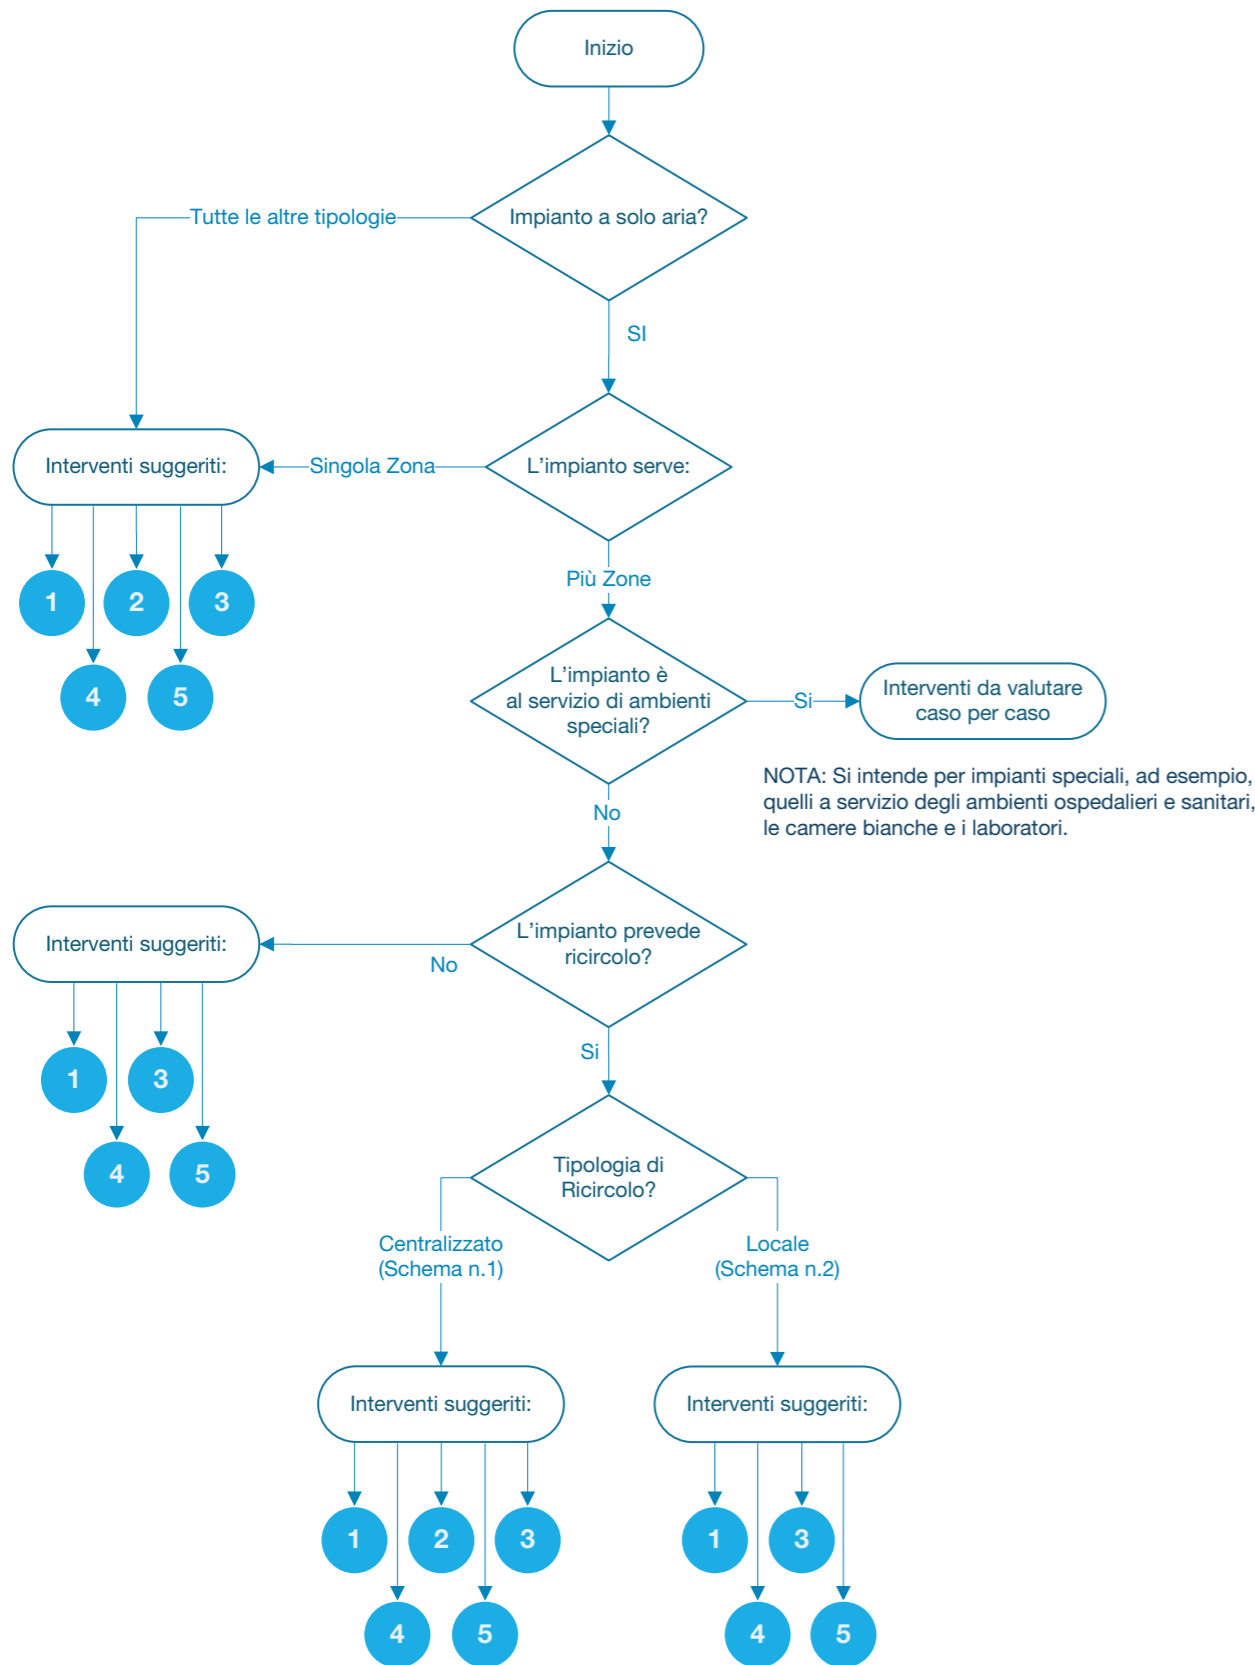 Inizio
Impianto a solo aria?
Tutte le altre tipologie
SI
Interventi suggeriti:
Singola Zona
L'impianto serve:
1
2
3
4
5
Più Zone
L'impianto è
al servizio di ambienti
speciali?
Si
Interventi da valutare
caso per caso
NOTA: Si intende per impianti speciali, ad esempio,
quelli a servizio degli ambienti ospedalieri e sanitari,
le camere bianche e i laboratori.
No
L'impianto prevede
ricircolo?
No
Interventi suggeriti:
1
3
4
5
Si
Tipologia di
Ricircolo?
Centralizzato
(Schema n.1)
Locale
(Schema n.2)
Interventi suggeriti:
1
2
3
4
5
Interventi suggeriti:
1
3
4
5